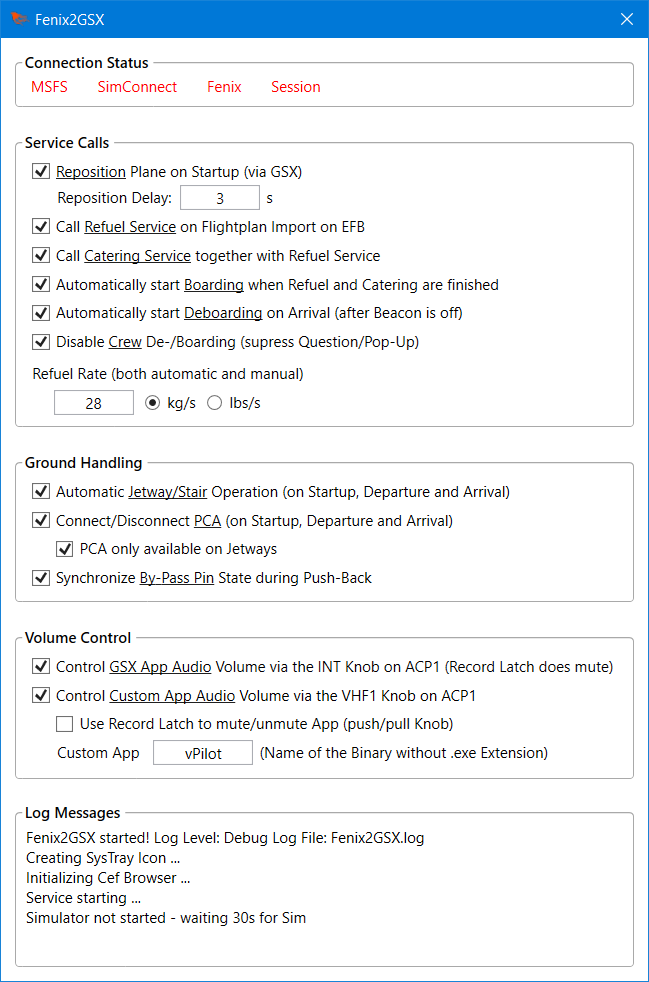 Fenix2GSX
Connection Status
MSFS SimConnect Fenix Session
Service Calls
Reposition Plane on Startup (via GSX)
Reposition Delay: 3 s
Call Refuel Service on Flightplan Import on EFB
Call Catering Service together with Refuel Service
Automatically start Boarding when Refuel and Catering are finished
Automatically start Deboarding on Arrival (after Beacon is off)
Disable Crew De-/Boarding (supress Question/Pop-Up)
Refuel Rate (both automatic and manual)
28 kg/s lbs/s
Ground Handling
Automatic Jetway/Stair Operation (on Startup, Departure and Arrival)
Connect/Disconnect PCA (on Startup, Departure and Arrival)
PCA only available on Jetways
Synchronize By-Pass Pin State during Push-Back
Volume Control
Control GSX App Audio Volume via the INT Knob on ACP1 (Record Latch does mute)
Control Custom App Audio Volume via the VHF1 Knob on ACP1
Use Record Latch to mute/unmute App (push/pull Knob)
Custom App vPilot (Name of the Binary without .exe Extension)
Log Messages
Fenix2GSX started! Log Level: Debug Log File: Fenix2GSX.log
Creating SysTray Icon ...
Initializing Cef Browser ...
Service starting ...
Simulator not started - waiting 30s for Sim